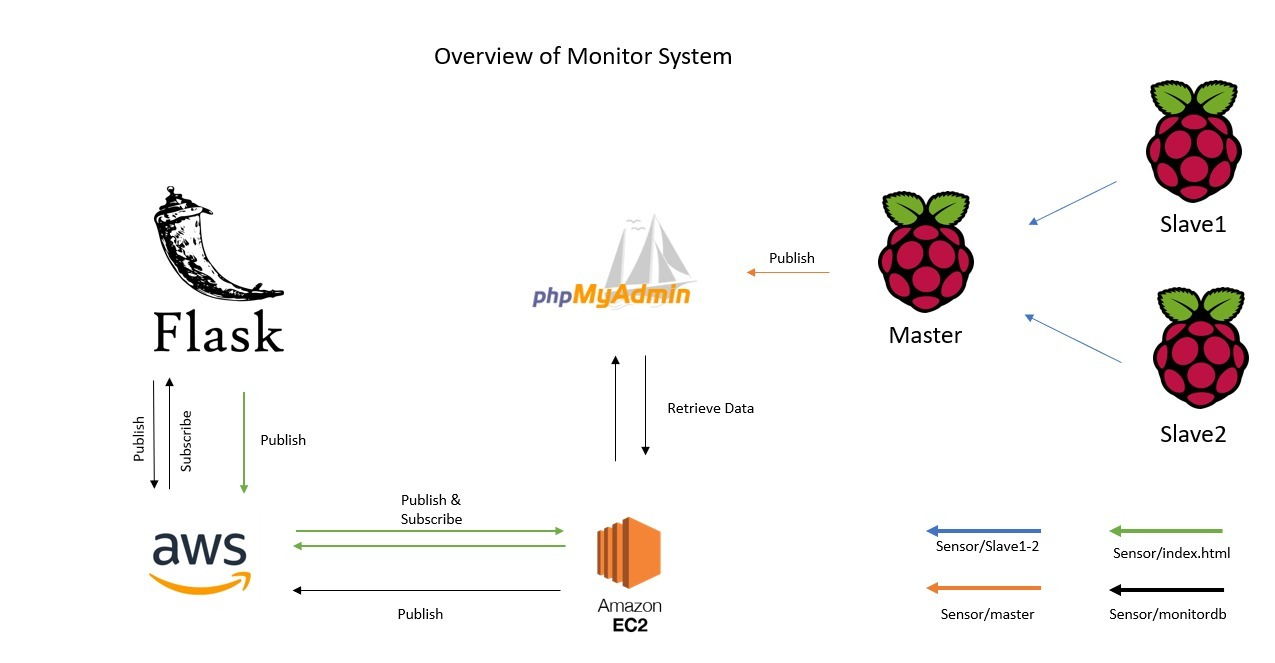 Overview of Monitor System
Slave1
Flask
phpMyAdmin
Publish
Master
Slave2
Publish
Subscribe
Publish
Retrieve Data
Publish &
Subscribe
aws
Publish
Amazon
EC2
Sensor/Slave1-2
Sensor/index.html
Sensor/master
Sensor/monitordb